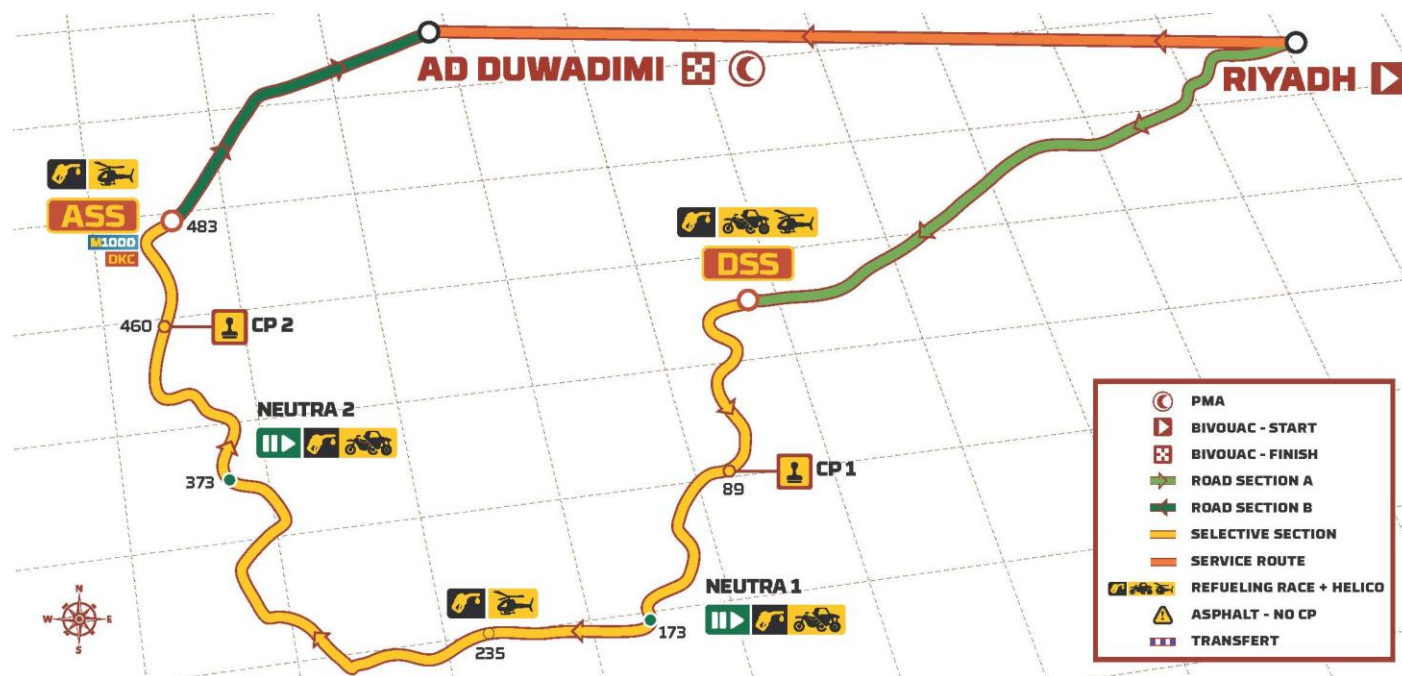 AD DUWADIMI
RIYADH
ASS
483
M1000
DKC
DSS
460
CP 2
NEUTRA 2
373
CP 1
89
NEUTRA 1
173
235
N
W
E
S
PMA
BIVOUAC - START
BIVOUAC - FINISH
ROAD SECTION A
ROAD SECTION B
SELECTIVE SECTION
SERVICE ROUTE
REFUELING RACE + HELICO
ASPHALT - NO CP
TRANSFERT